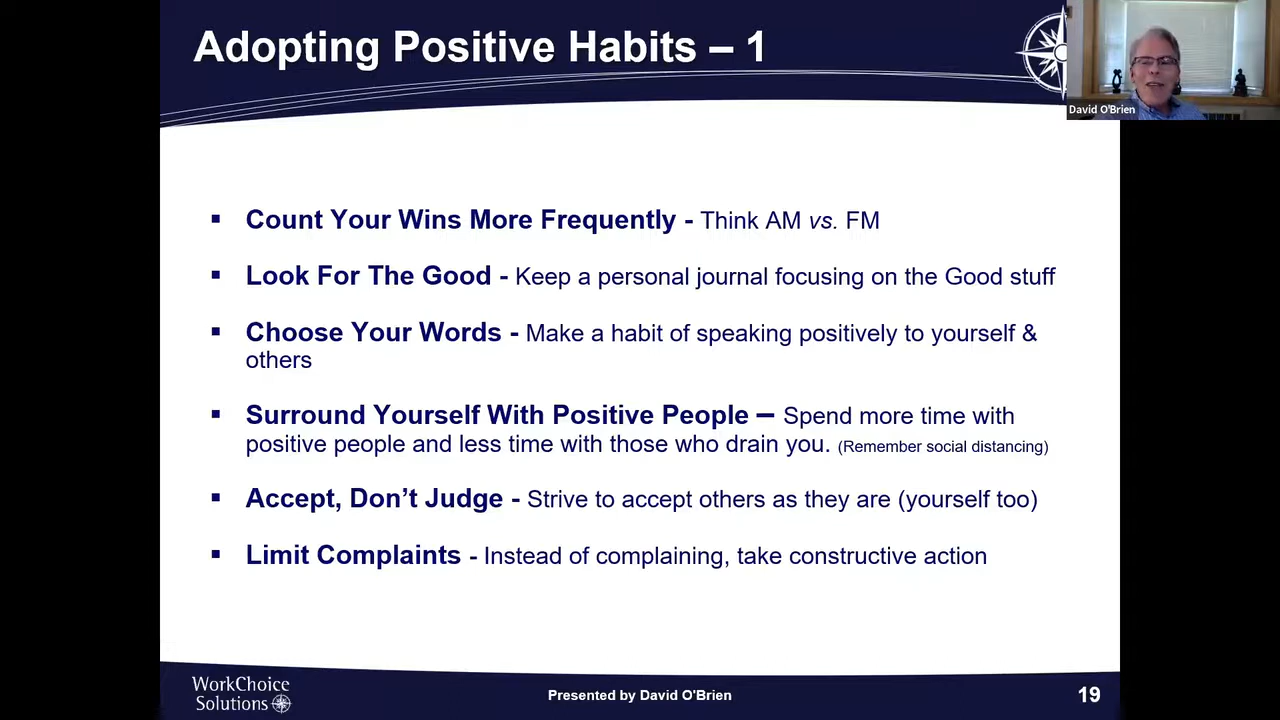 Adopting Positive Habits – 1
David O'Brien
▪ Count Your Wins More Frequently - Think AM vs. FM
▪ Look For The Good - Keep a personal journal focusing on the Good stuff
▪ Choose Your Words - Make a habit of speaking positively to yourself &
others
▪ Surround Yourself With Positive People – Spend more time with
positive people and less time with those who drain you. (Remember social distancing)
▪ Accept, Don’t Judge - Strive to accept others as they are (yourself too)
▪ Limit Complaints - Instead of complaining, take constructive action
WorkChoice
Solutions
Presented by David O'Brien
19